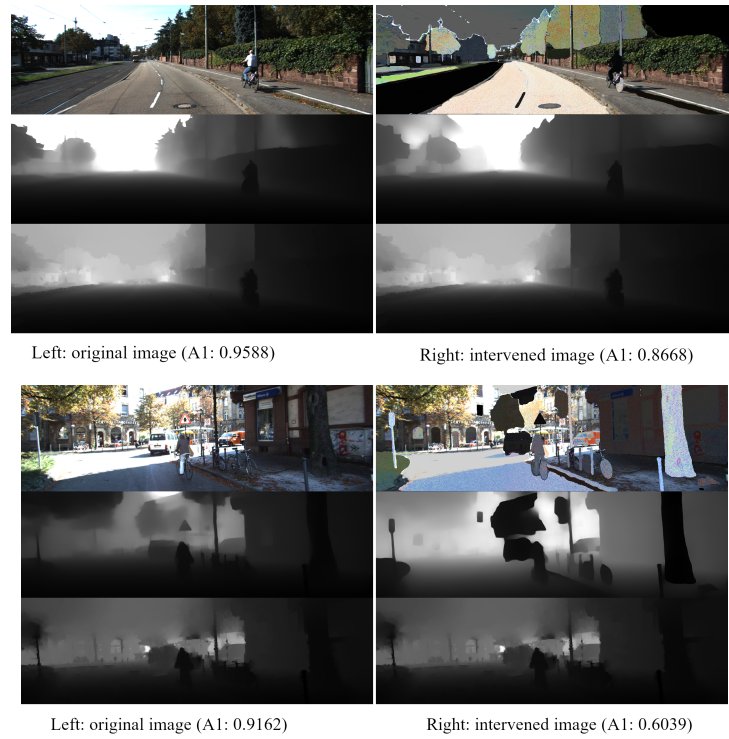 Left: original image (A1: 0.9588)
Right: intervened image (A1: 0.8668)
Left: original image (A1: 0.9162)
Right: intervened image (A1: 0.6039)